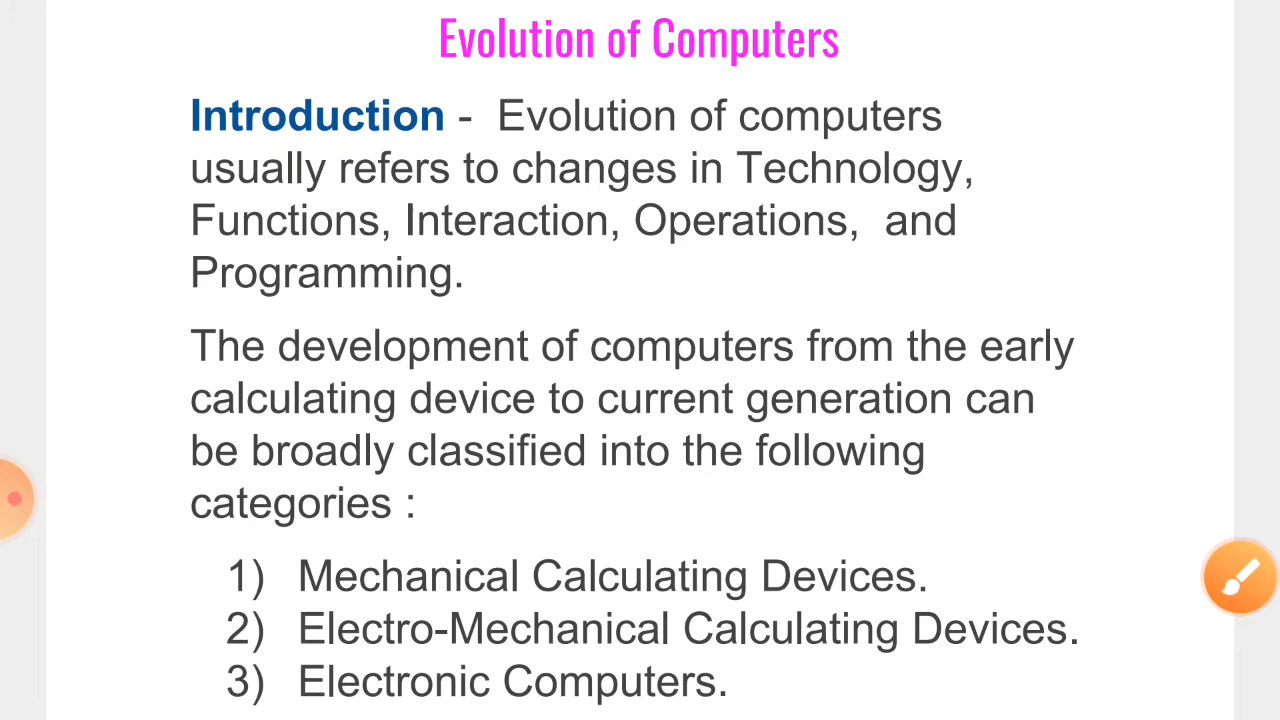 Evolution of Computers
Introduction - Evolution of computers
usually refers to changes in Technology,
Functions, Interaction, Operations, and
Programming.
The development of computers from the early
calculating device to current generation can
be broadly classified into the following
categories :
1) Mechanical Calculating Devices.
2) Electro-Mechanical Calculating Devices.
3) Electronic Computers.